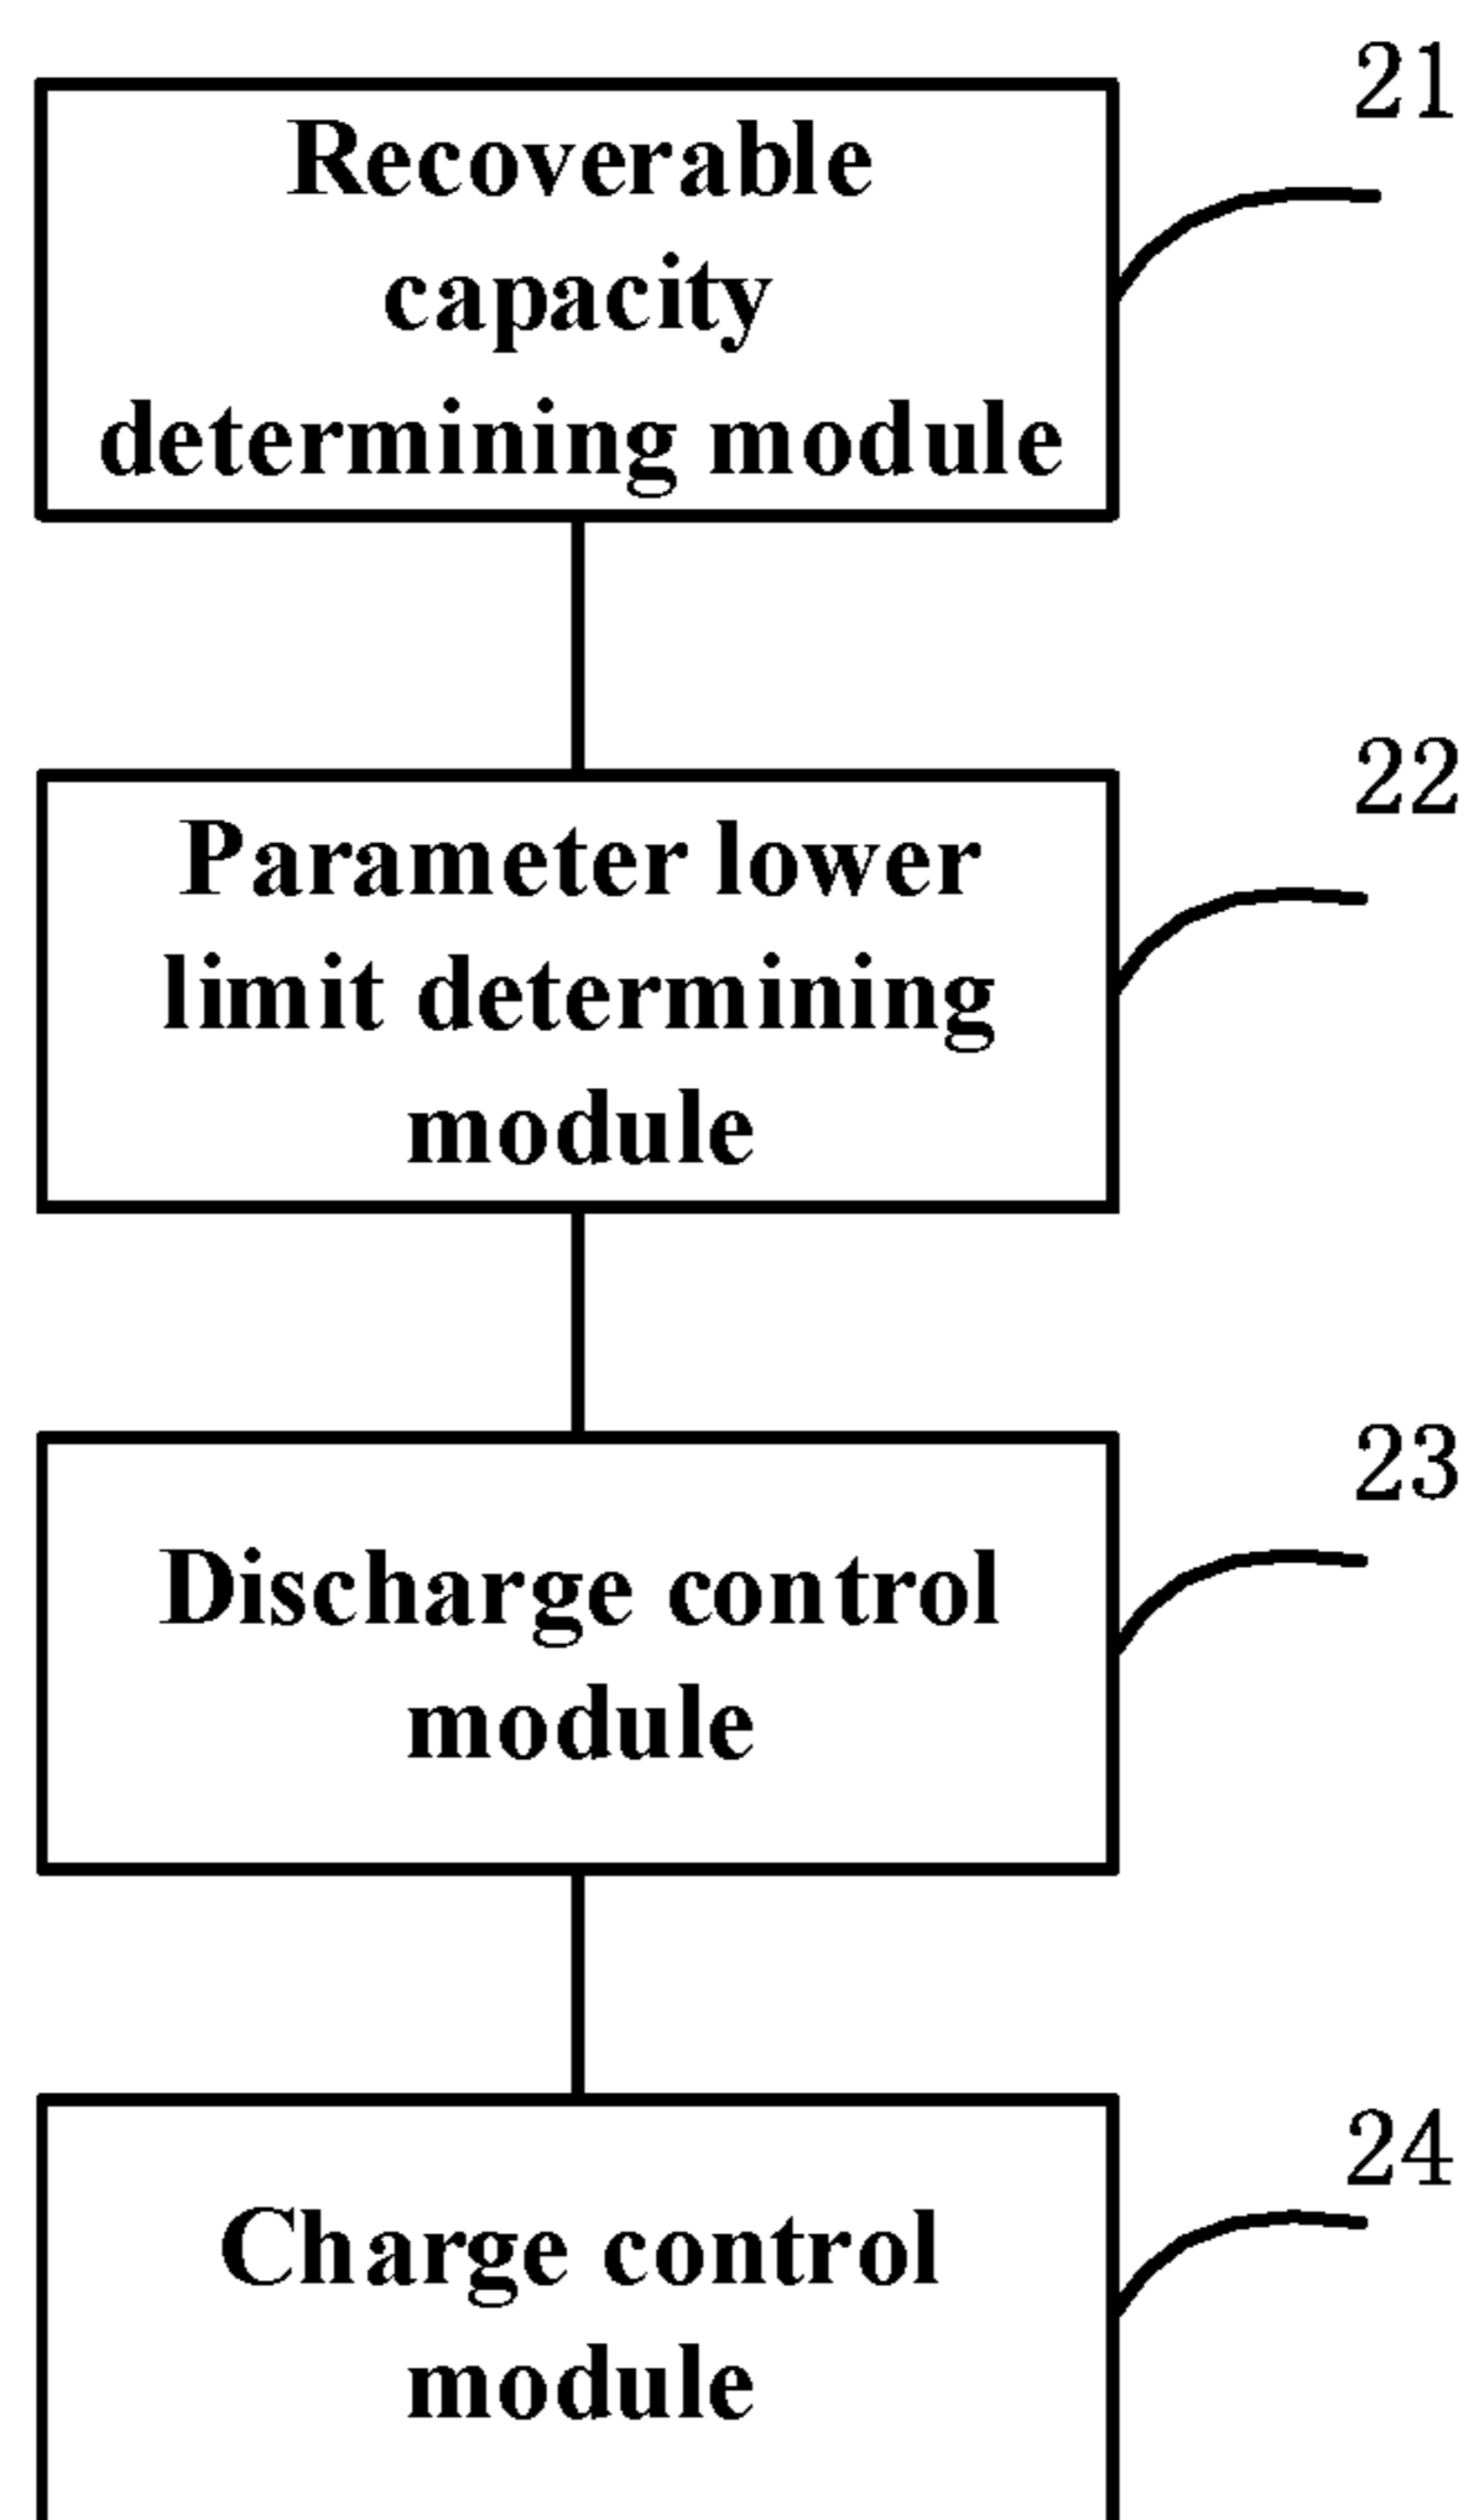 21
Recoverable
capacity
determining module
22
Parameter lower
limit determining
module
23
Discharge control
module
24
Charge control
module